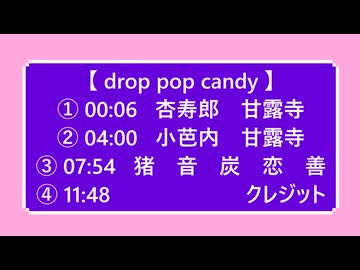 【 drop pop candy 】
① 00:06 杏寿郎 甘露寺
② 04:00 小芭内 甘露寺
③ 07:54 猪 音 炭 恋 善
④ 11:48 クレジット